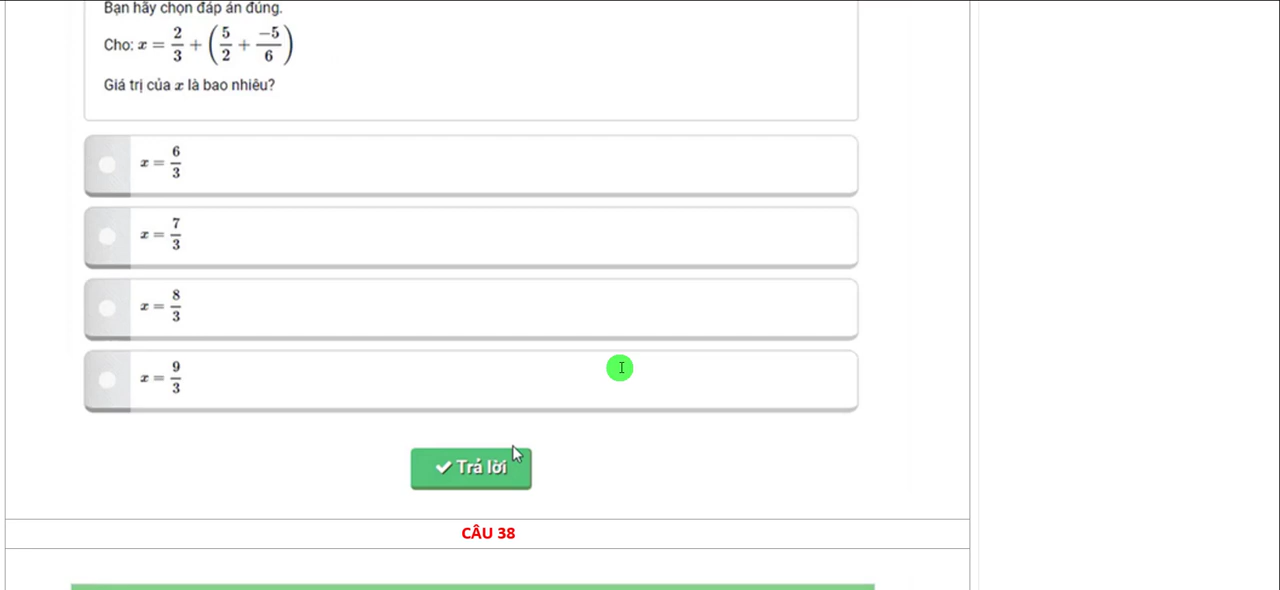 Bạn hãy chọn đáp án đúng.
Cho: x = 2/3 + (5/2 + -5/6)
Giá trị của x là bao nhiêu?
x = 6/3
x = 7/3
x = 8/3
x = 9/3
✓ Trả lời
CÂU 38